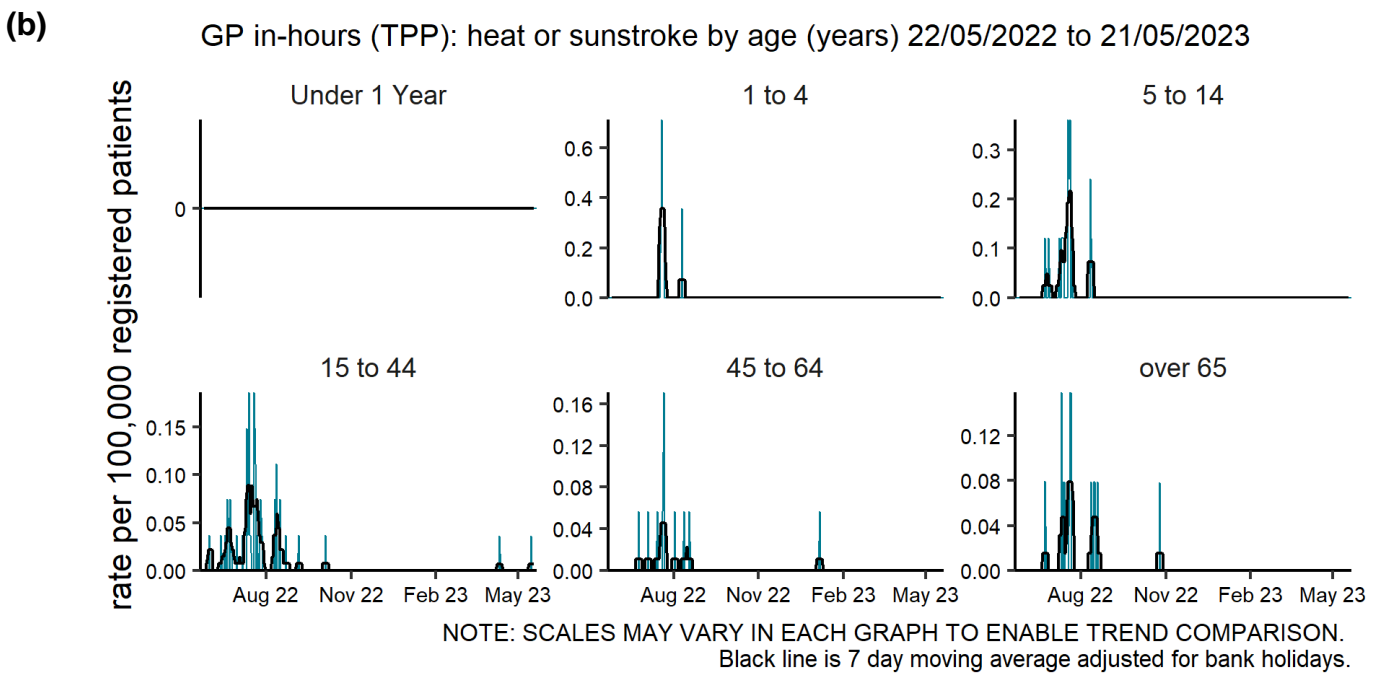 (b)
GP in-hours (TPP): heat or sunstroke by age (years) 22/05/2022 to 21/05/2023
rate per 100,000 registered patients
Under 1 Year
0
1 to 4
0.6
0.4
0.2
0.0
5 to 14
0.3
0.2
0.1
0.0
15 to 44
0.15
0.10
0.05
0.00
Aug 22 Nov 22 Feb 23 May 23
45 to 64
0.16
0.12
0.08
0.04
0.00
Aug 22 Nov 22 Feb 23 May 23
over 65
0.12
0.08
0.04
0.00
Aug 22 Nov 22 Feb 23 May 23
NOTE: SCALES MAY VARY IN EACH GRAPH TO ENABLE TREND COMPARISON.
Black line is 7 day moving average adjusted for bank holidays.